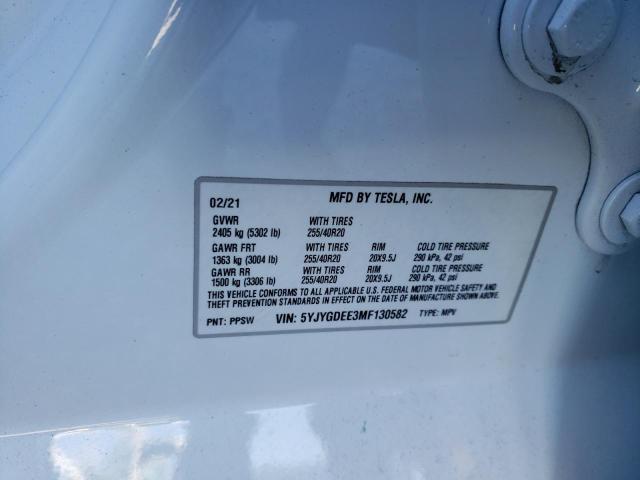 02/21 MFD BY TESLA, INC.
GVWR WITH TIRES
2405 kg (5302 lb) 255/40R20
GAWR FRT WITH TIRES RIM COLD TIRE PRESSURE
1363 kg (3004 lb) 255/40R20 20X9.5J 290 kPa, 42 psi
GAWR RR WITH TIRES RIM COLD TIRE PRESSURE
1500 kg (3306 lb) 255/40R20 20X9.5J 290 kPa, 42 psi
THIS VEHICLE CONFORMS TO ALL APPLICABLE U.S. FEDERAL MOTOR VEHICLE SAFETY AND
THEFT PREVENTION STANDARDS IN EFFECT ON THE DATE OF MANUFACTURE SHOWN ABOVE.
PNT: PPSW VIN: 5YJYGDEE3MF130582 TYPE: MPV